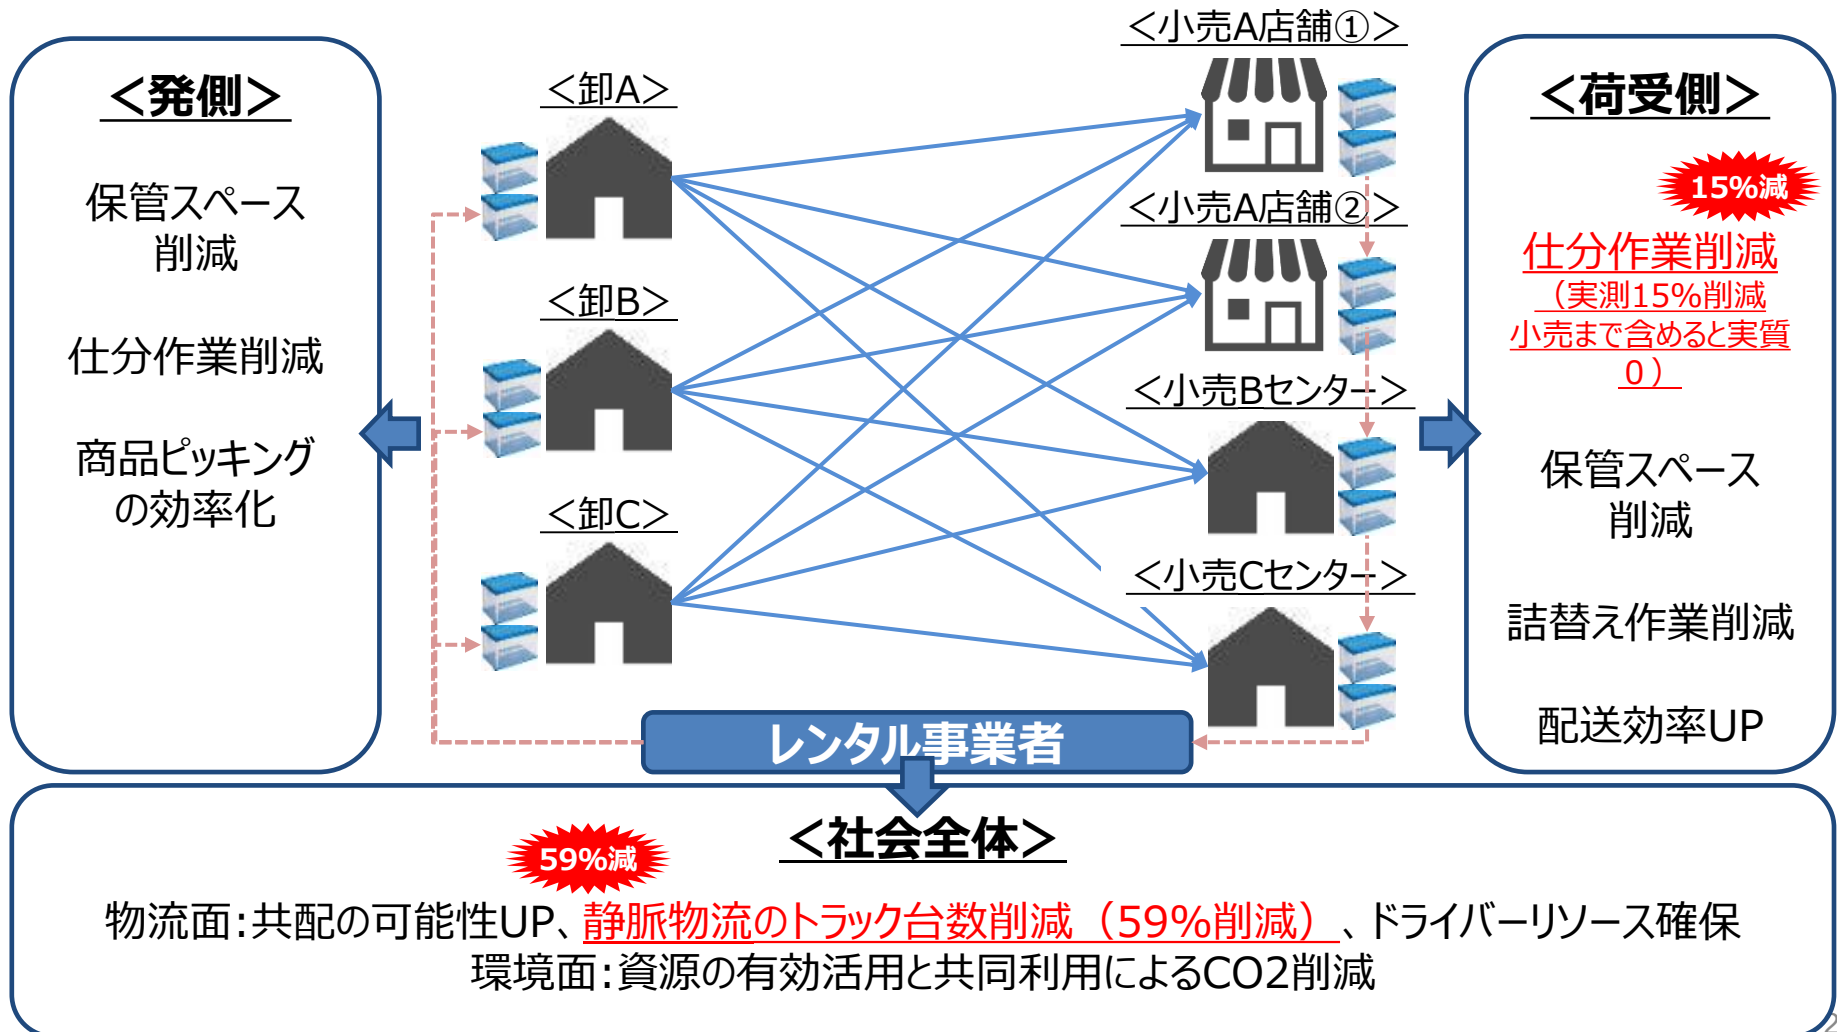 ＜発側＞
保管スペース
削減
仕分作業削減
商品ピッキング
の効率化
＜卸A＞
＜卸B＞
＜卸C＞
＜小売A店舗①＞
＜小売A店舗②＞
＜小売Bセンター＞
＜小売Cセンター＞
レンタル事業者
＜荷受側＞
15%減
仕分作業削減
（実測15%削減
小売まで含めると実質
0）
保管スペース
削減
詰替え作業削減
配送効率UP
＜社会全体＞
59%減
物流面：共配の可能性UP、静脈物流のトラック台数削減（59%削減）、ドライバーリソース確保
環境面：資源の有効活用と共同利用によるCO2削減